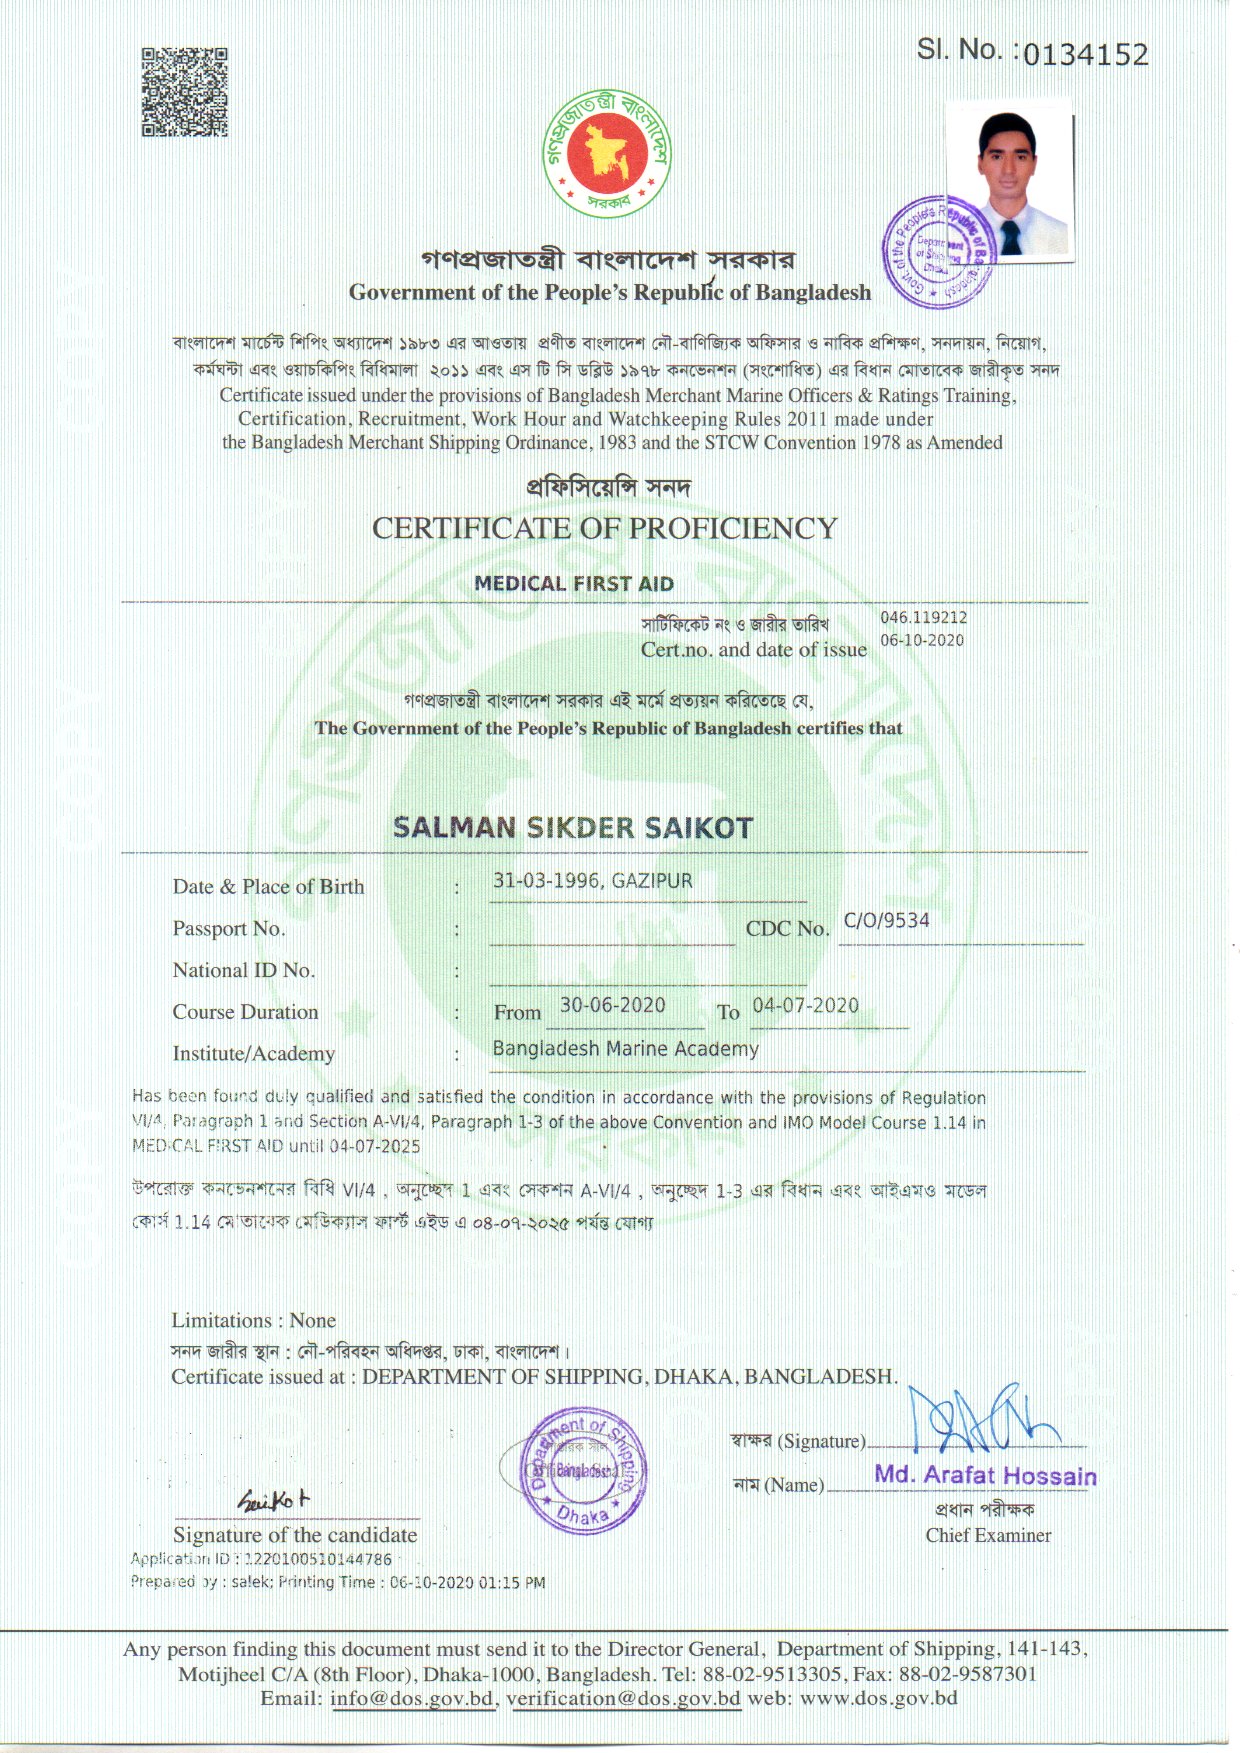 Sl. No. : 0134152
গণপ্রজাতন্ত্রী বাংলাদেশ
সরকার
Govt. of the People's Republic of Bangladesh
Department
of Shipping
Dhaka
গণপ্রজাতন্ত্রী বাংলাদেশ সরকার
Government of the People's Republic of Bangladesh
বাংলাদেশ মার্চেন্ট শিপিং অধ্যাদেশ ১৯৮৩ এর আওতায় প্রণীত বাংলাদেশ নৌ-বাণিজ্যিক অফিসার ও নাবিক প্রশিক্ষণ, সনদায়ন, নিয়োগ,
কর্মঘন্টা এবং ওয়াচকিপিং বিধিমালা ২০১১ এবং এস টি সি ডব্লিউ ১৯৭৮ কনভেনশন (সংশোধিত) এর বিধান মোতাবেক জারীকৃত সনদ
Certificate issued under the provisions of Bangladesh Merchant Marine Officers & Ratings Training,
Certification, Recruitment, Work Hour and Watchkeeping Rules 2011 made under
the Bangladesh Merchant Shipping Ordinance, 1983 and the STCW Convention 1978 as Amended
প্রফিসিয়েন্সি সনদ
CERTIFICATE OF PROFICIENCY
MEDICAL FIRST AID
সার্টিফিকেট নং ও জারীর তারিখ 046.119212
Cert.no. and date of issue 06-10-2020
গণপ্রজাতন্ত্রী বাংলাদেশ সরকার এই মর্মে প্রত্যয়ন করিতেছে যে,
The Government of the People's Republic of Bangladesh certifies that
SALMAN SIKDER SAIKOT
Date & Place of Birth : 31-03-1996, GAZIPUR
Passport No. : CDC No. C/O/9534
National ID No. :
Course Duration : From 30-06-2020 To 04-07-2020
Institute/Academy : Bangladesh Marine Academy
Has been found duly qualified and satisfied the condition in accordance with the provisions of Regulation
VI/4, Paragraph 1 and Section A-VI/4, Paragraph 1-3 of the above Convention and IMO Model Course 1.14 in
MEDICAL FIRST AID until 04-07-2025
উপরোক্ত কনভেনশনের বিধি VI/4 , অনুচ্ছেদ 1 এবং সেকশন A-VI/4 , অনুচ্ছেদ 1-3 এর বিধান এবং আইএমও মডেল
কোর্স 1.14 মোতাবেক মেডিক্যাল ফার্স্ট এইড এ ০৪-০৭-২০২৫ পর্যন্ত যোগ্য
Limitations : None
সনদ জারীর স্থান : নৌ-পরিবহন অধিদপ্তর, ঢাকা, বাংলাদেশ।
Certificate issued at : DEPARTMENT OF SHIPPING, DHAKA, BANGLADESH.
Department of Shipping
Bangladesh
Dhaka
স্বাক্ষর (Signature)
নাম (Name) Md. Arafat Hossain
প্রধান পরীক্ষক
Chief Examiner
Saikot
Signature of the candidate
Application ID : 1220100510144786
Prepared by : salek; Printing Time : 06-10-2020 01:15 PM
Any person finding this document must send it to the Director General, Department of Shipping, 141-143,
Motijheel C/A (8th Floor), Dhaka-1000, Bangladesh. Tel: 88-02-9513305, Fax: 88-02-9587301
Email: info@dos.gov.bd, verification@dos.gov.bd web: www.dos.gov.bd